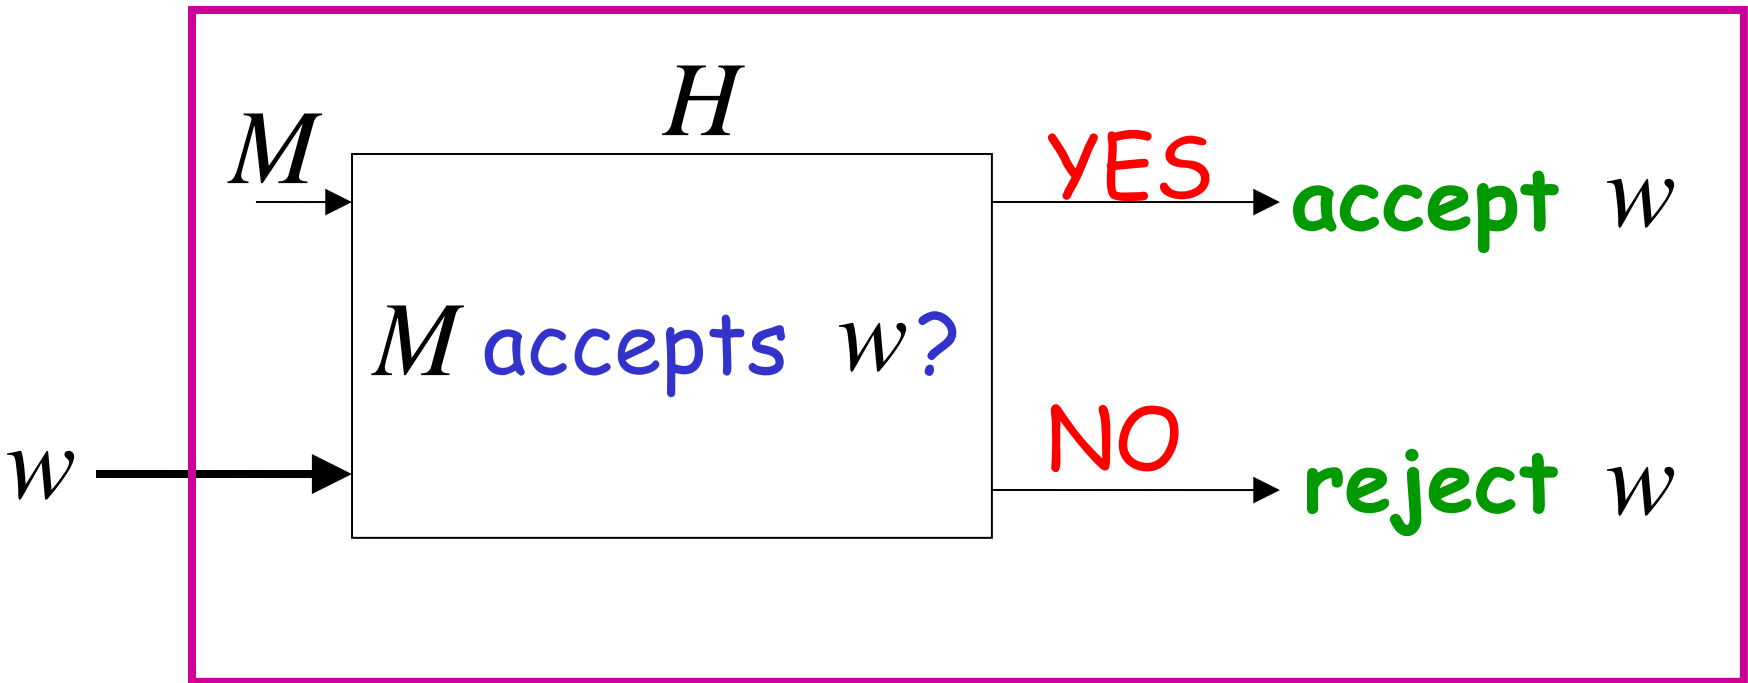 H
M
YES
accept w
M accepts w?
NO
w
reject w